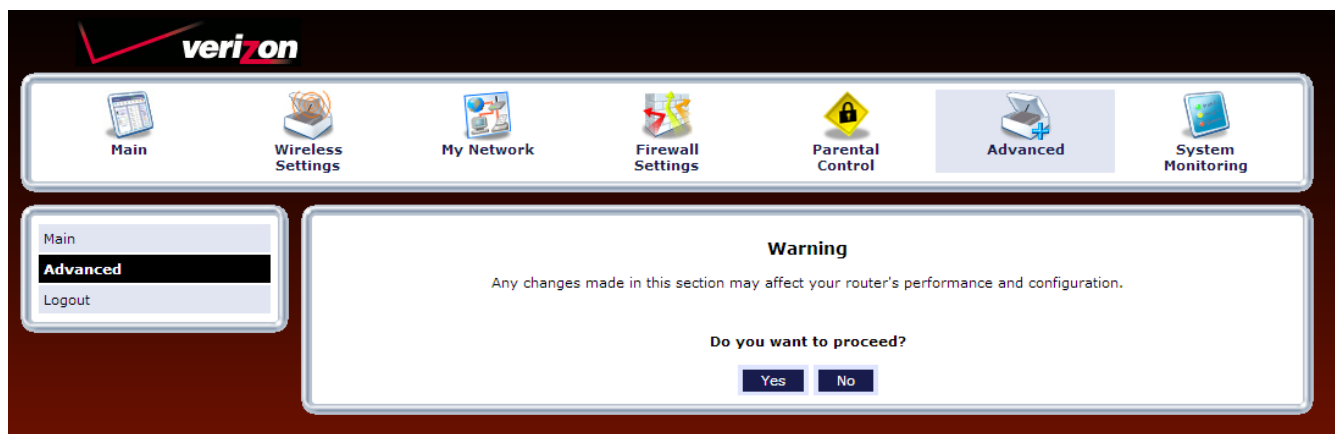 verizon
Main
Wireless
Settings
My Network
Firewall
Settings
Parental
Control
Advanced
System
Monitoring
Main
Advanced
Logout
Warning
Any changes made in this section may affect your router's performance and configuration.
Do you want to proceed?
Yes No